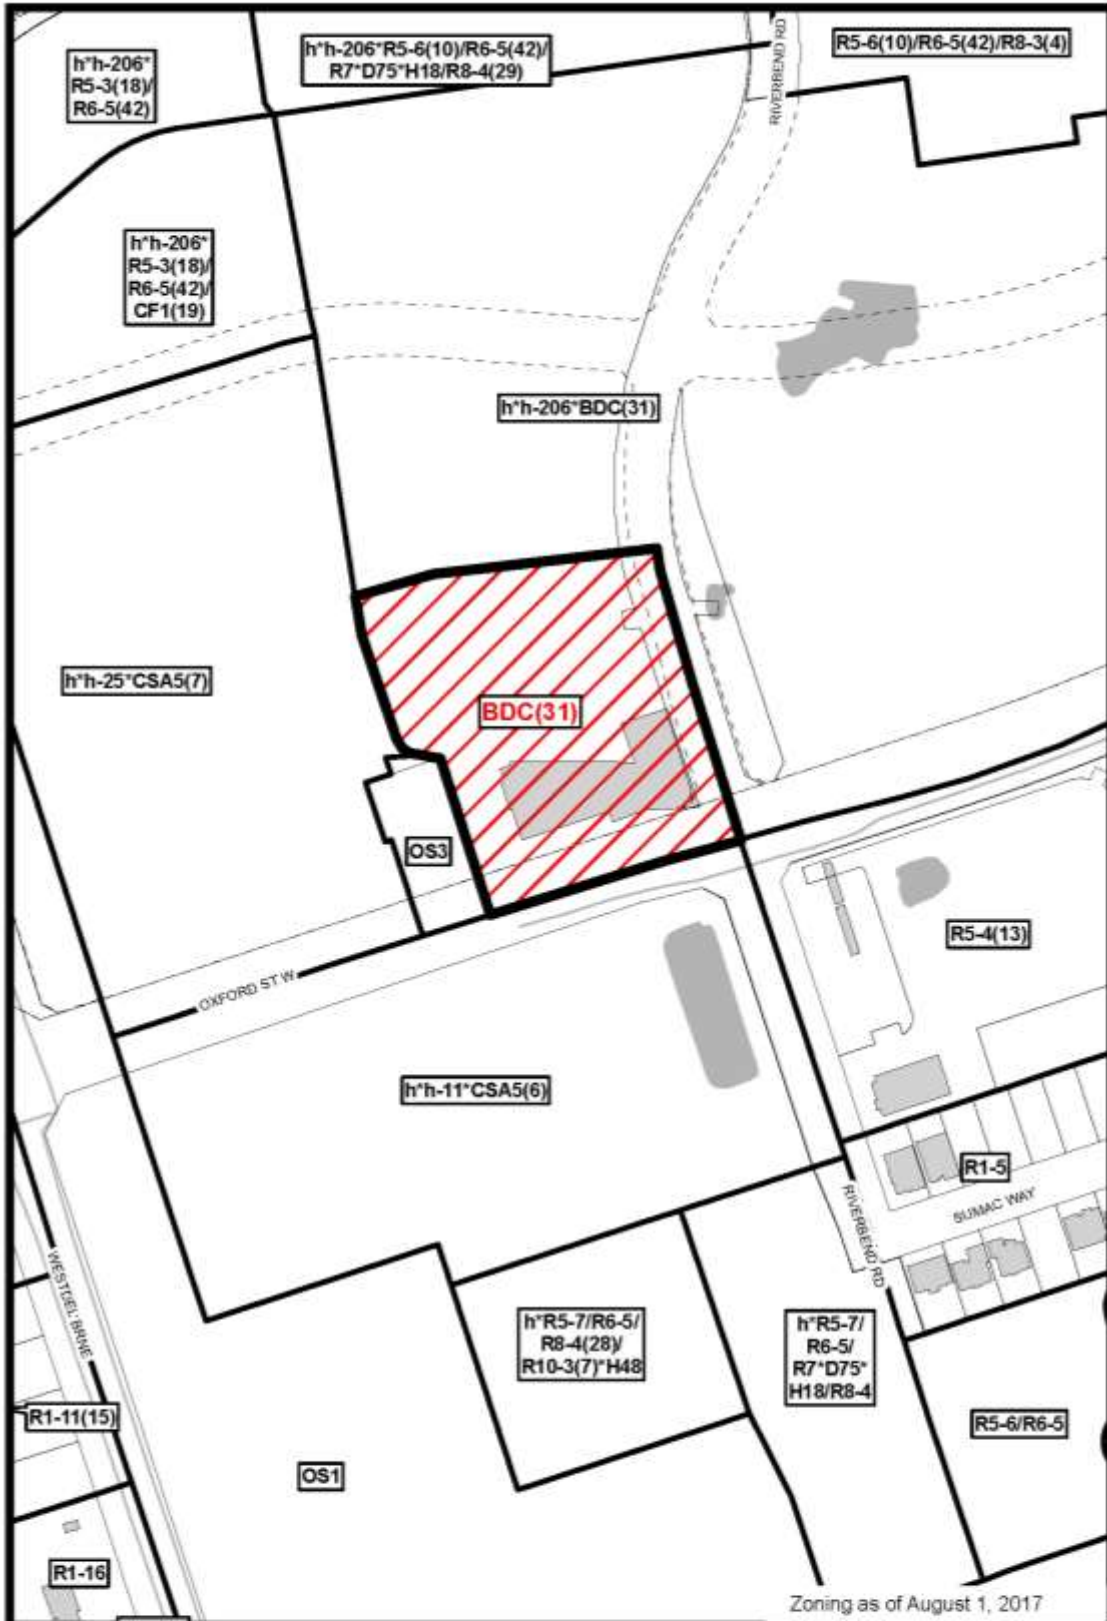 h*h-206*
R5-3(18)/
R6-5(42)
h*h-206*R5-6(10)/R6-5(42)/
R7*D75*H18/R8-4(29)
RIVERBEND RD
R5-6(10)/R6-5(42)/R8-3(4)
h*h-206*
R5-3(18)/
R6-5(42)/
CF1(19)
h*h-206*BDC(31)
h*h-25*CSA5(7)
BDC(31)
OS3
R5-4(13)
OXFORD ST W
h*h-11*CSA5(6)
R1-5
SUMAC WAY
RIVERBEND RD
WESTDEL BRNE
h*R5-7/R6-5/
R8-4(28)/
R10-3(7)*H48
h*R5-7/
R6-5/
R7*D75*
H18/R8-4
R1-11(15)
R5-6/R6-5
OS1
R1-16
Zoning as of August 1, 2017